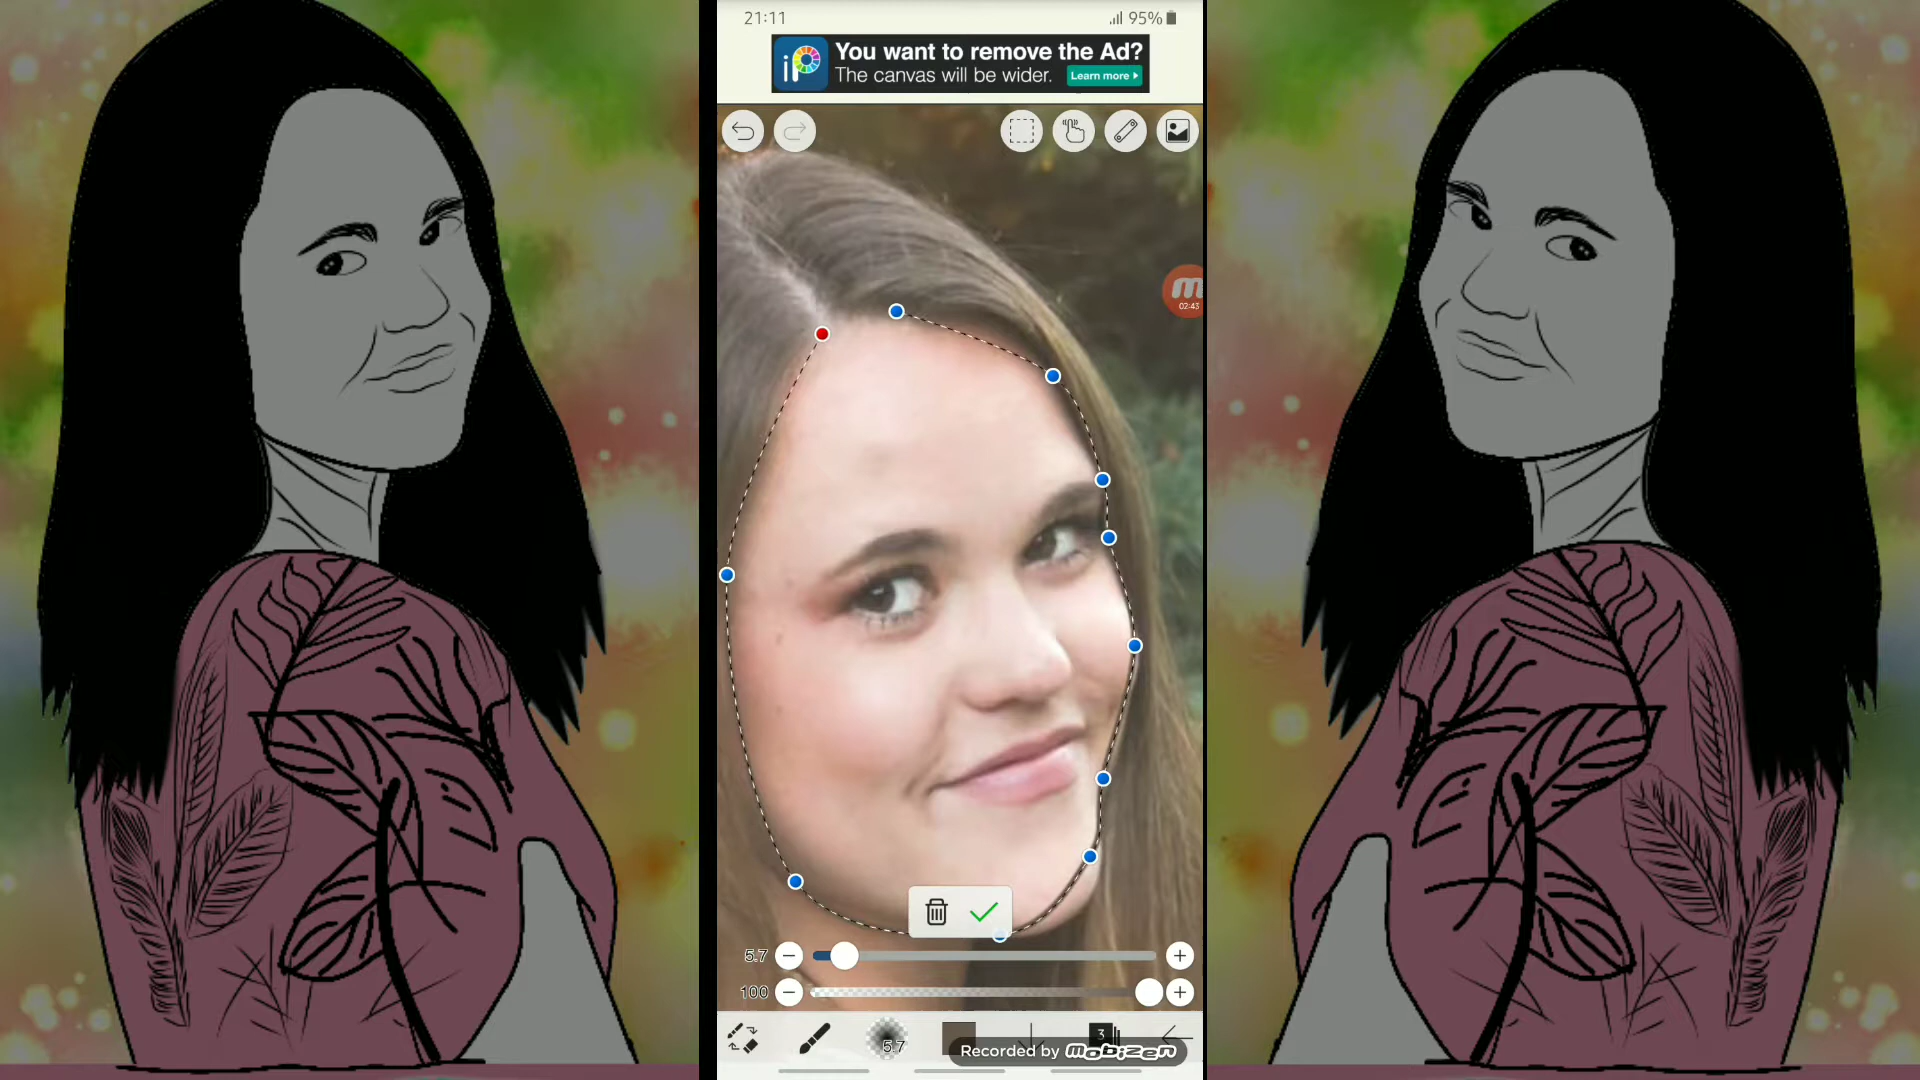 21:11
95%
iP
You want to remove the Ad?
The canvas will be wider.
Learn more
m
02:43
5.7
100
5.7
3
Recorded by mobizen